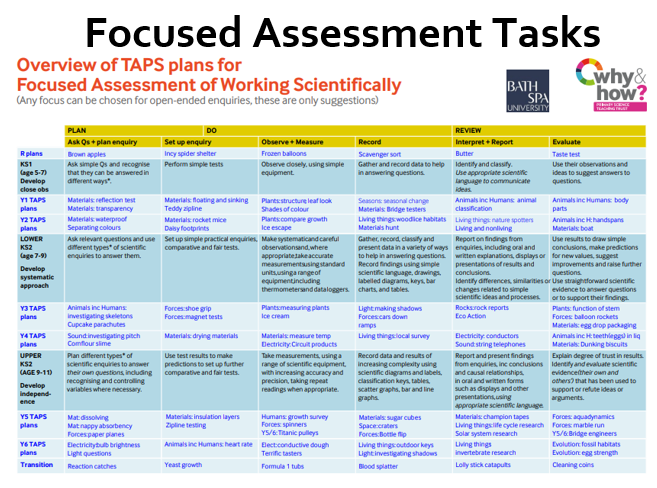 Focused Assessment Tasks
Overview of TAPS plans for
Focused Assessment of Working Scientifically
(Any focus can be chosen for open-ended enquiries, these are only suggestions)
BATH
SPA
UNIVERSITY
why&
how?
PRIMARY SCIENCE
TEACHING TRUST
PLAN DO REVIEW
Ask Qs + plan enquiry Set up enquiry Observe + Measure Record Interpret + Report Evaluate
R plans Brown apples Incy spider shelter Frozen balloons Scavenger sort Butter Taste test
KS1
(age 5-7)
Develop
close obs
Ask simple Qs and recognise
that they can be answered in
different ways*.
Perform simple tests
Observe closely, using simple
equipment.
Gather and record data to help
in answering questions.
Identify and classify.
Use appropriate scientific
language to communicate
ideas.
Use their observations and
ideas to suggest answers to
questions.
Y1 TAPS
plans
Materials: reflection test
Materials: transparency
Materials: floating and sinking
Teddy zipline
Plants:structure leaf look
Shades of colour
Seasons: seasonal change
Materials: Bridge testers
Animals inc Humans: animal
classification
Animals inc Humans: body
parts
Y2 TAPS
plans
Materials: waterproof
Separating colours
Materials: rocket mice
Daisy footprints
Plants:compare growth
Ice escape
Living things:woodlice habitats
Materials hunt
Living things: nature spotters
Living and nonliving
Animals inc H: handspans
Materials: boat
LOWER
KS2
(age 7-9)
Develop
systematic
approach
Ask relevant questions and use
different types* of scientific
enquiries to answer them.
Set up simple practical enquiries,
comparative and fair tests.
Make systematic and careful
observations and, where
appropriate,take accurate
measurements using standard
units, using a range of
equipment,including
thermometers and data loggers.
Gather, record, classify and
present data in a variety of ways
to help in answering questions.
Record findings using simple
scientific language, drawings,
labelled diagrams, keys, bar
charts, and tables.
Report on findings from
enquiries, including oral and
written explanations, displays or
presentations of results and
conclusions.
Identify differences, similarities or
changes related to simple
scientific ideas and processes.
Use results to draw simple
conclusions, make predictions
for new values, suggest
improvements and raise further
questions.
Use straightforward scientific
evidence to answer questions
or to support their findings.
Y3 TAPS
plans
Animals inc Humans:
investigating skeletons
Cupcake parachutes
Forces:shoe grip
Forces:magnet tests
Plants:measuring plants
Ice cream
Light:making shadows
Forces:cars down
ramps
Rocks:rock reports
Eco Action
Plants: function of stem
Forces: balloon rockets
Materials: egg drop packaging
Y4 TAPS
plans
Sound:investigating pitch
Cornflour slime
Materials:drying materials
Materials: measure temp
Electricity:Circuit products
Living things:local survey
Electricity: conductors
Sound:string telephones
Animals inc H: teeth(eggs) in liq
Materials: Dunking biscuits
UPPER
KS2
(AGE 9-11)
Develop
independ-
ence
Plan different types* of
scientific enquiries to answer
their own questions, including
recognising and controlling
variables where necessary.
Use test results to make
predictions to set up further
comparative and fair tests.
Take measurements, using a
range of scientific equipment,
with increasing accuracy and
precision, taking repeat
readings when appropriate.
Record data and results of
increasing complexity using
scientific diagrams and labels,
classification keys, tables,
scatter graphs, bar and line
graphs.
Report and present findings
from enquiries, inc conclusions
and causal relationships,
in oral and written forms
such as displays and other
presentations, using
appropriate scientific language.
Explain degree of trust in results.
Identify and evaluate scientific
evidence(their own and
others') that has been used to
support or refute ideas or
arguments.
Y5 TAPS
plans
Mat: dissolving
Mat:nappy absorbency
Forces:paper planes
Materials: insulation layers
Zipline testing
Humans: growth survey
Forces: spinners
Y5/6:Titanic pulleys
Materials: sugar cubes
Space:craters
Forces:Bottle flip
Materials: champion tapes
Living things:life cycle research
Solar system research
Forces: aquadynamics
Forces: marble run
Y5/6:Bridge engineers
Y6 TAPS
plans
Electricity:bulb brightness
Light questions
Animals inc Humans: heart rate
Elect:conductive dough
Terrific tasters
Living things:outdoor keys
Light:investigating shadows
Living things
invertebrate research
Evolution:fossil habitats
Evolution: egg strength
Transition Reaction catches Yeast growth Formula 1 tubs Blood splatter Lolly stick catapults Cleaning coins